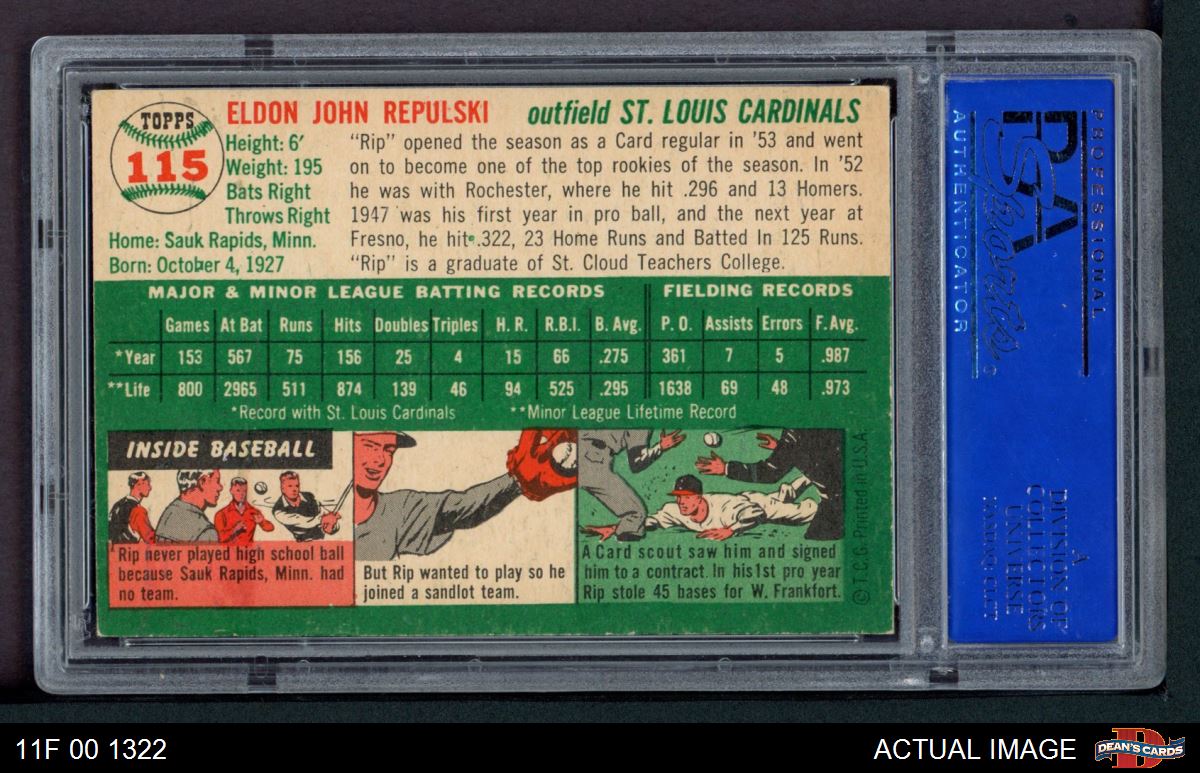 TOPPS
115
ELDON JOHN REPULSKI
outfield ST. LOUIS CARDINALS
Height: 6′
Weight: 195
Bats Right
Throws Right
Home: Sauk Rapids, Minn.
Born: October 4, 1927
"Rip" opened the season as a Card regular in '53 and went
on to become one of the top rookies of the season. In '52
he was with Rochester, where he hit .296 and 13 Homers.
1947 was his first year in pro ball, and the next year at
Fresno, he hit .322, 23 Home Runs and Batted In 125 Runs.
"Rip" is a graduate of St. Cloud Teachers College.
MAJOR & MINOR LEAGUE BATTING RECORDS FIELDING RECORDS
Games At Bat Runs Hits Doubles Triples H. R. R.B.I. B. Avg. P. O. Assists Errors F. Avg.
*Year 153 567 75 156 25 4 15 66 .275 361 7 5 .987
**Life 800 2965 511 874 139 46 94 525 .295 1638 69 48 .973
*Record with St. Louis Cardinals **Minor League Lifetime Record
INSIDE BASEBALL
Rip never played high school ball
because Sauk Rapids, Minn. had
no team.
But Rip wanted to play so he
joined a sandlot team.
A Card scout saw him and signed
him to a contract. In his 1st pro year
Rip stole 45 bases for W. Frankfort.
© T.C.G. Printed in U.S.A.
PROFESSIONAL
PSA
Sports
AUTHENTICATOR
A
DIVISION OF
COLLECTORS
UNIVERSE
NASDAQ: CLCT
11F 00 1322
ACTUAL IMAGE
DEAN'S CARDS